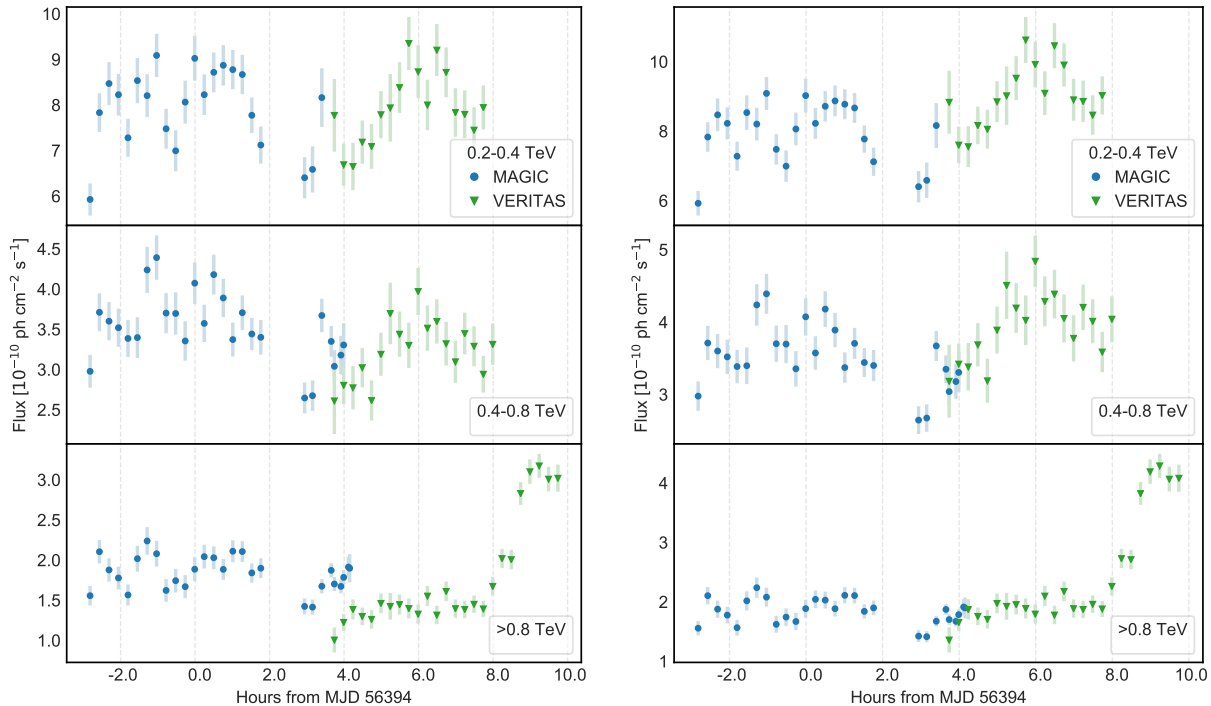 10
9
8
7
6
0.2-0.4 TeV
MAGIC
VERITAS
4.5
4.0
3.5
3.0
2.5
0.4-0.8 TeV
Flux [10⁻¹⁰ ph cm⁻² s⁻¹]
3.0
2.5
2.0
1.5
1.0
>0.8 TeV
-2.0 0.0 2.0 4.0 6.0 8.0 10.0
Hours from MJD 56394
10
8
6
0.2-0.4 TeV
MAGIC
VERITAS
5
4
3
0.4-0.8 TeV
Flux [10⁻¹⁰ ph cm⁻² s⁻¹]
4
3
2
1
>0.8 TeV
-2.0 0.0 2.0 4.0 6.0 8.0 10.0
Hours from MJD 56394